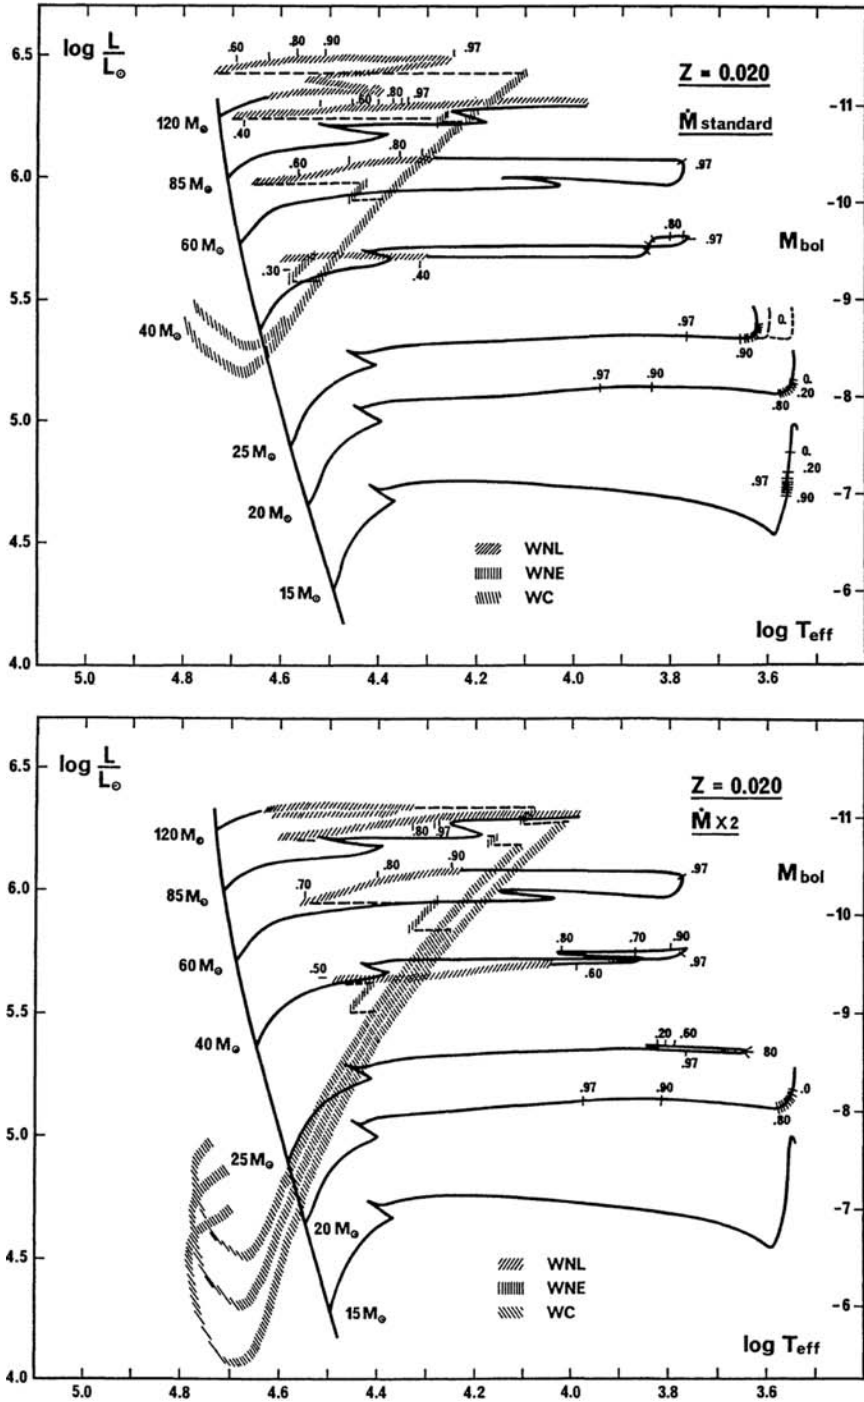 6.5
log L/L☉
.60
.80
.90
.97
Z = 0.020
Ṁ standard
-11
120 M☉
.40
.60
.80
.97
6.0
85 M☉
.60
.80
.97
-10
60 M☉
.80
.97
M bol
5.5
.30
.40
-9
40 M☉
.97
.90
0.
5.0
.97
.90
.80
0.
.20
-8
25 M☉
20 M☉
.97
0.
.20
.90
-7
4.5
WNL
WNE
WC
15 M☉
-6
log Teff
4.0
5.0
4.8
4.6
4.4
4.2
4.0
3.8
3.6
6.5
log L/L☉
Z = 0.020
Ṁ X2
-11
120 M☉
.80
.97
6.0
85 M☉
.70
.80
.90
.97
M bol
-10
60 M☉
.50
.60
.80
.70
.90
.97
5.5
-9
40 M☉
.20
.60
.97
80
5.0
25 M☉
.97
.90
.80
.0
-8
20 M☉
-7
4.5
WNL
WNE
WC
15 M☉
-6
log Teff
4.0
5.0
4.8
4.6
4.4
4.2
4.0
3.8
3.6